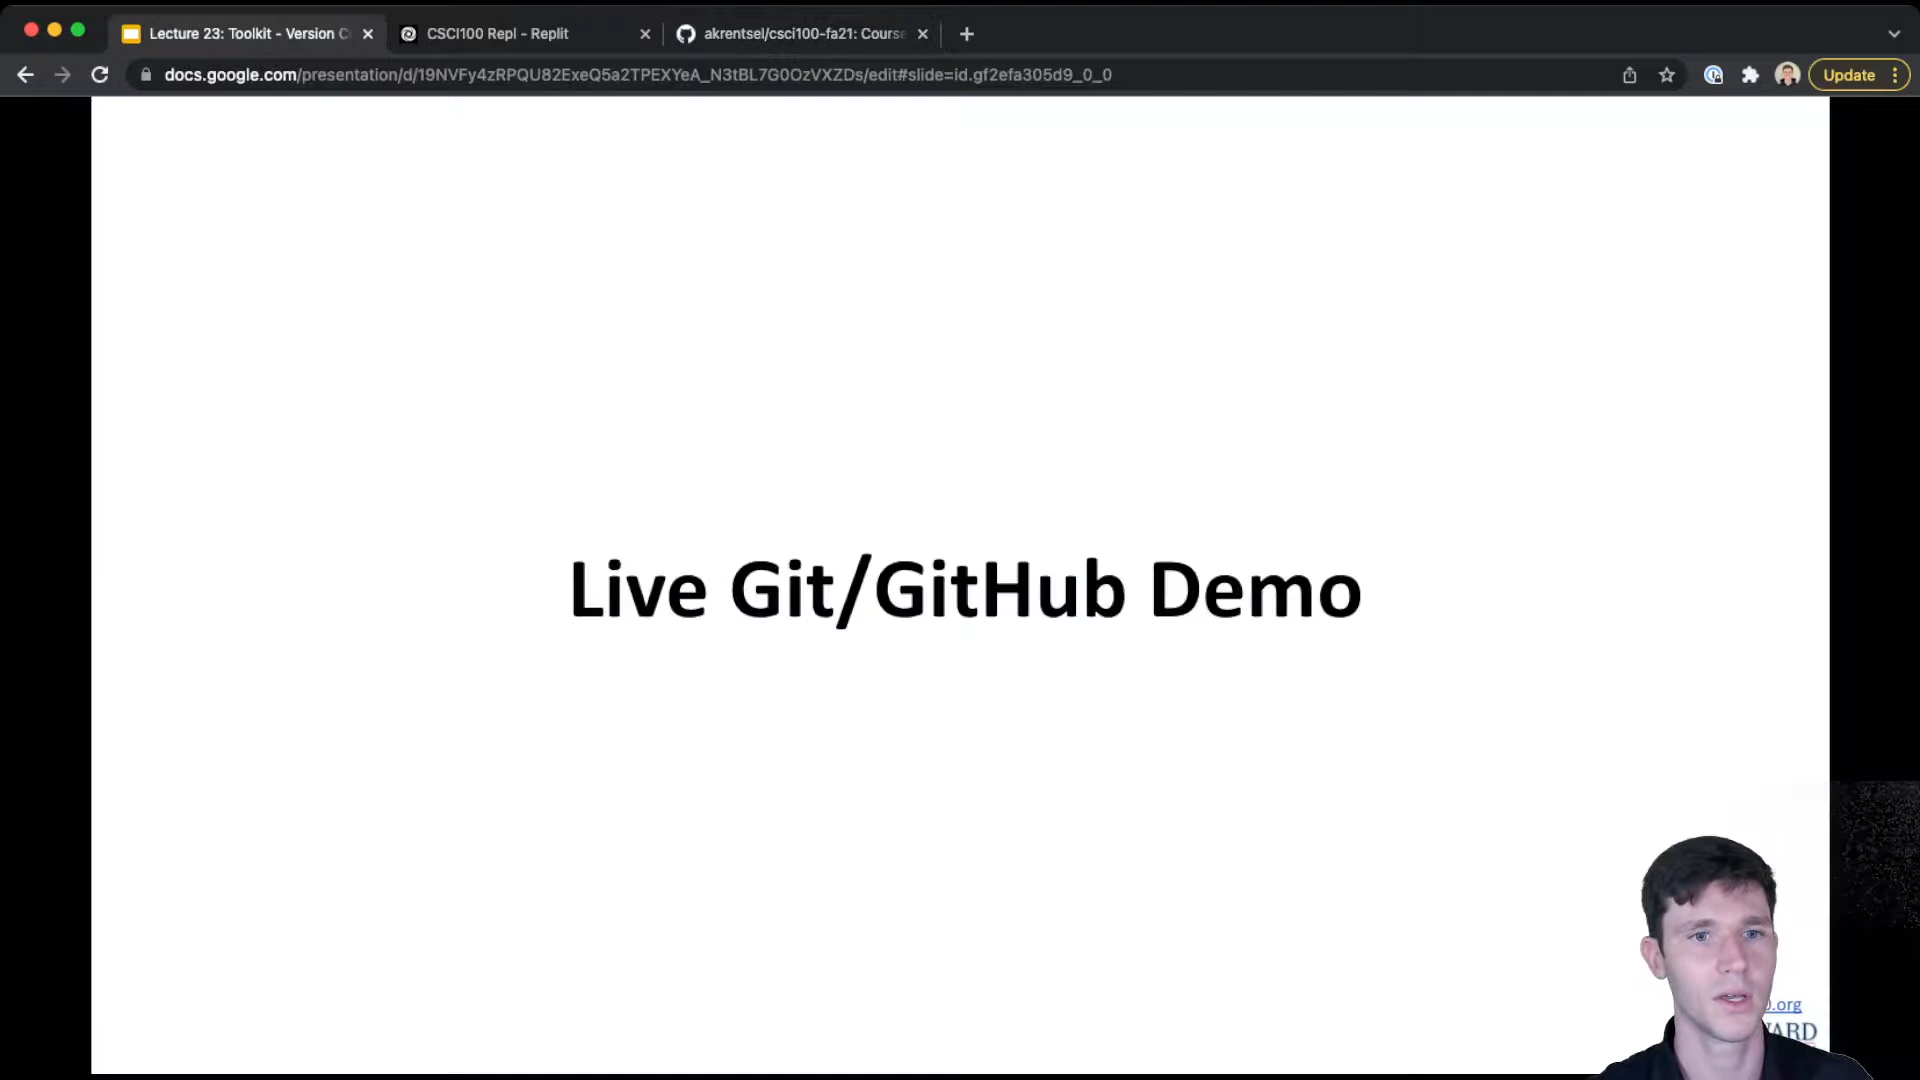 Lecture 23: Toolkit - Version C
CSCI100 Repl - Replit
akrentsel/csci100-fa21: Course
docs.google.com/presentation/d/19NVFy4zRPQU82ExeQ5a2TPEXYeA_N3tBL7G0OzVXZDs/edit#slide=id.gf2efa305d9_0_0
Update
Live Git/GitHub Demo
.org
ARD